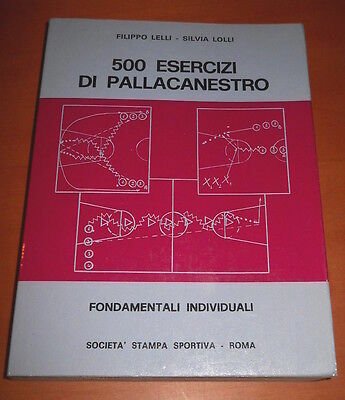 FILIPPO LELLI - SILVIA LOLLI
500 ESERCIZI
DI PALLACANESTRO
FONDAMENTALI INDIVIDUALI
SOCIETA' STAMPA SPORTIVA - ROMA